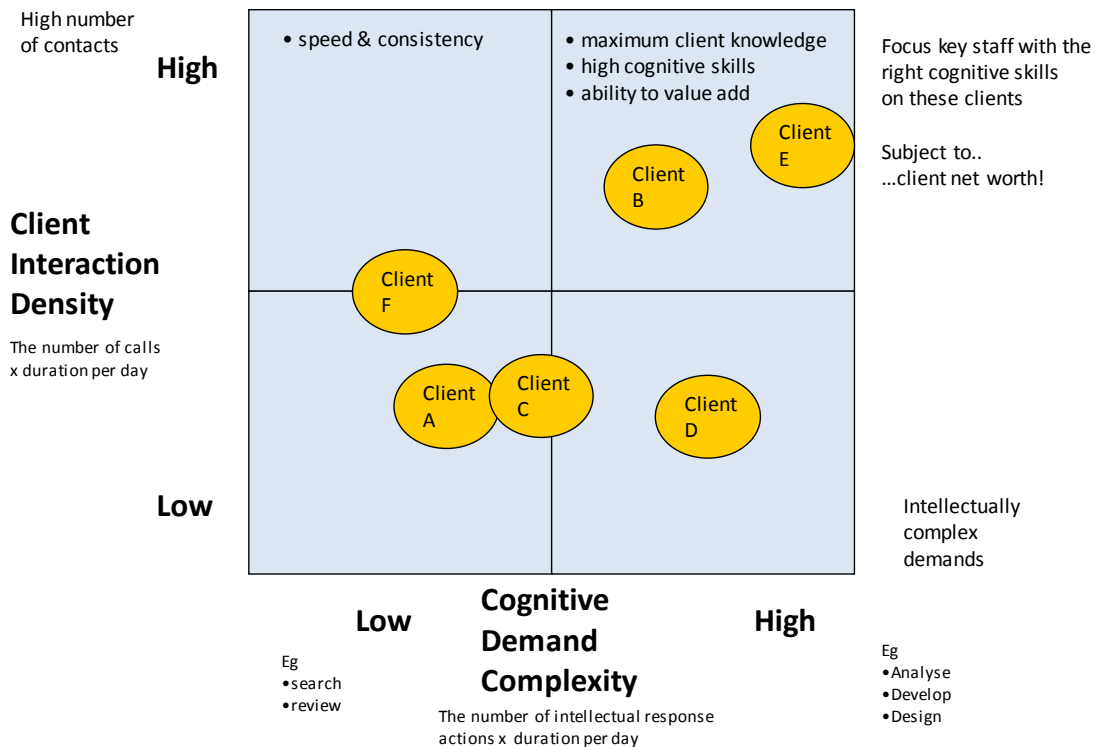 High number
of contacts
High
• speed & consistency
• maximum client knowledge
• high cognitive skills
• ability to value add
Focus key staff with the
right cognitive skills
on these clients
Subject to..
...client net worth!
Client
E
Client
B
Client
Interaction
Density
The number of calls
x duration per day
Client
F
Client
A
Client
C
Client
D
Low
Intellectually
complex
demands
Low
Cognitive
Demand
Complexity
High
Eg
•search
•review
The number of intellectual response
actions x duration per day
Eg
•Analyse
•Develop
•Design